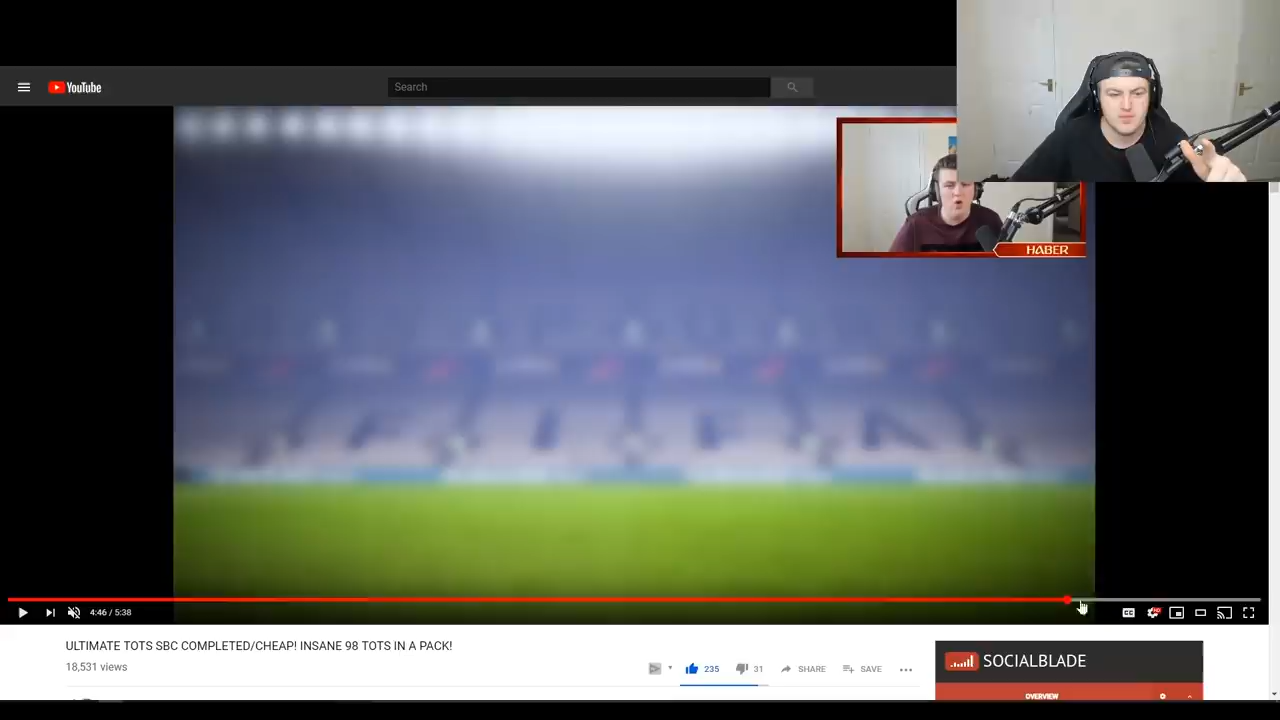 YouTube
Search
HABER
4:46 / 5:38
ULTIMATE TOTS SBC COMPLETED/CHEAP! INSANE 98 TOTS IN A PACK!
18,531 views
235
31
SHARE
SAVE
SOCIALBLADE
OVERVIEW